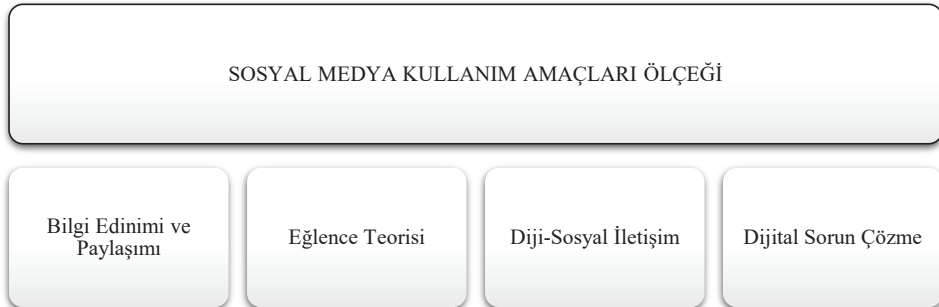 SOSYAL MEDYA KULLANIM AMAÇLARI ÖLÇEĞİ
Bilgi Edinimi ve
Paylaşımı
Eğlence Teorisi
Diji-Sosyal İletişim
Dijital Sorun Çözme